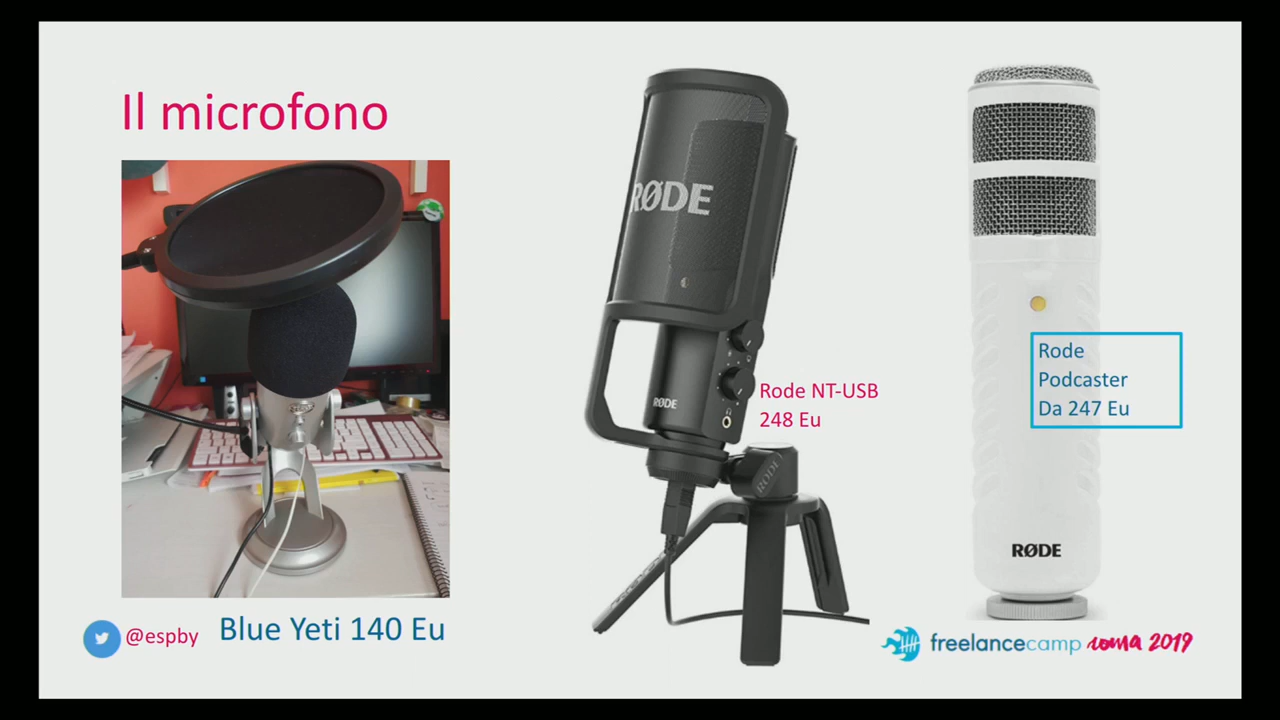 Il microfono
RØDE
RØDE
Rode NT-USB
248 Eu
RODE
Rode
Podcaster
Da 247 Eu
RØDE
@espby
Blue Yeti 140 Eu
freelancecamp roma 2019